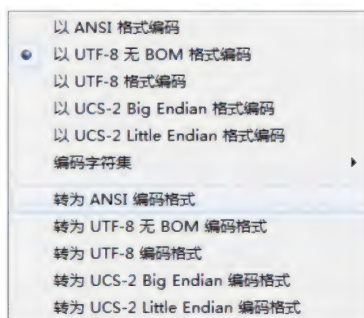 以 ANSI 格式编码
以 UTF-8 无 BOM 格式编码
以 UTF-8 格式编码
以 UCS-2 Big Endian 格式编码
以 UCS-2 Little Endian 格式编码
编码字符集
转为 ANSI 编码格式
转为 UTF-8 无 BOM 编码格式
转为 UTF-8 编码格式
转为 UCS-2 Big Endian 编码格式
转为 UCS-2 Little Endian 编码格式